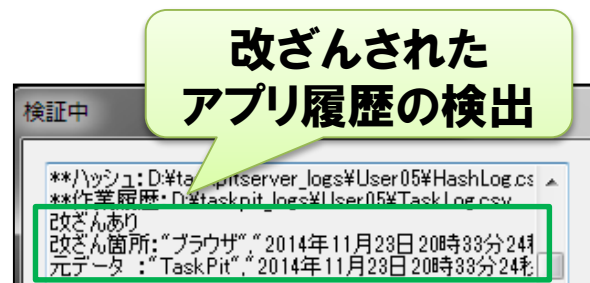 改ざんされた
アプリ履歴の検出
検証中
**ハッシュ：D:¥ta pitserver_logs¥User05¥HashLog.cs
**作業履歴：D:¥taskpit_logs¥User05¥TaskLog.csv
改ざんあり
改ざん箇所:"ブラウザ","2014年11月23日20時33分24
元データ :"TaskPit","2014年11月23日20時33分24秒